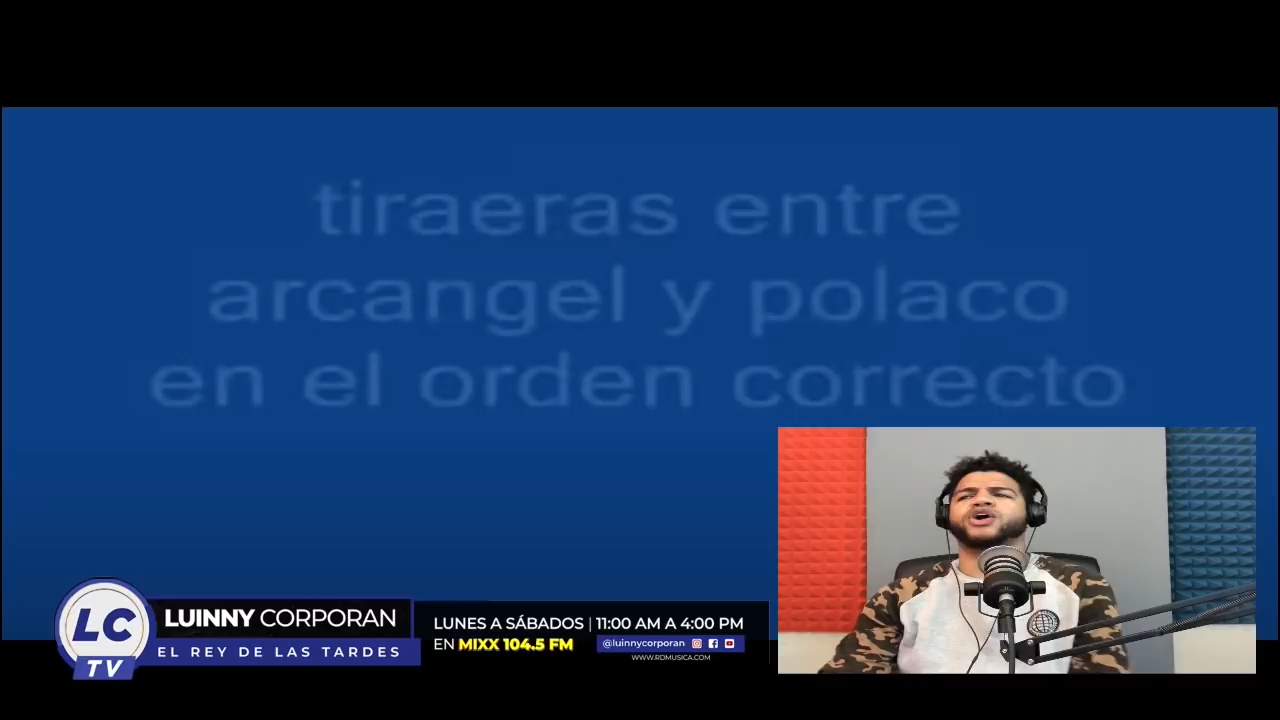 tiraeras entre
arcangel y polaco
en el orden correcto
LC
TV
LUINNY CORPORAN
EL REY DE LAS TARDES
LUNES A SÁBADOS | 11:00 AM A 4:00 PM
EN MIXX 104.5 FM
@luinnycorporan
WWW.RDMUSICA.COM